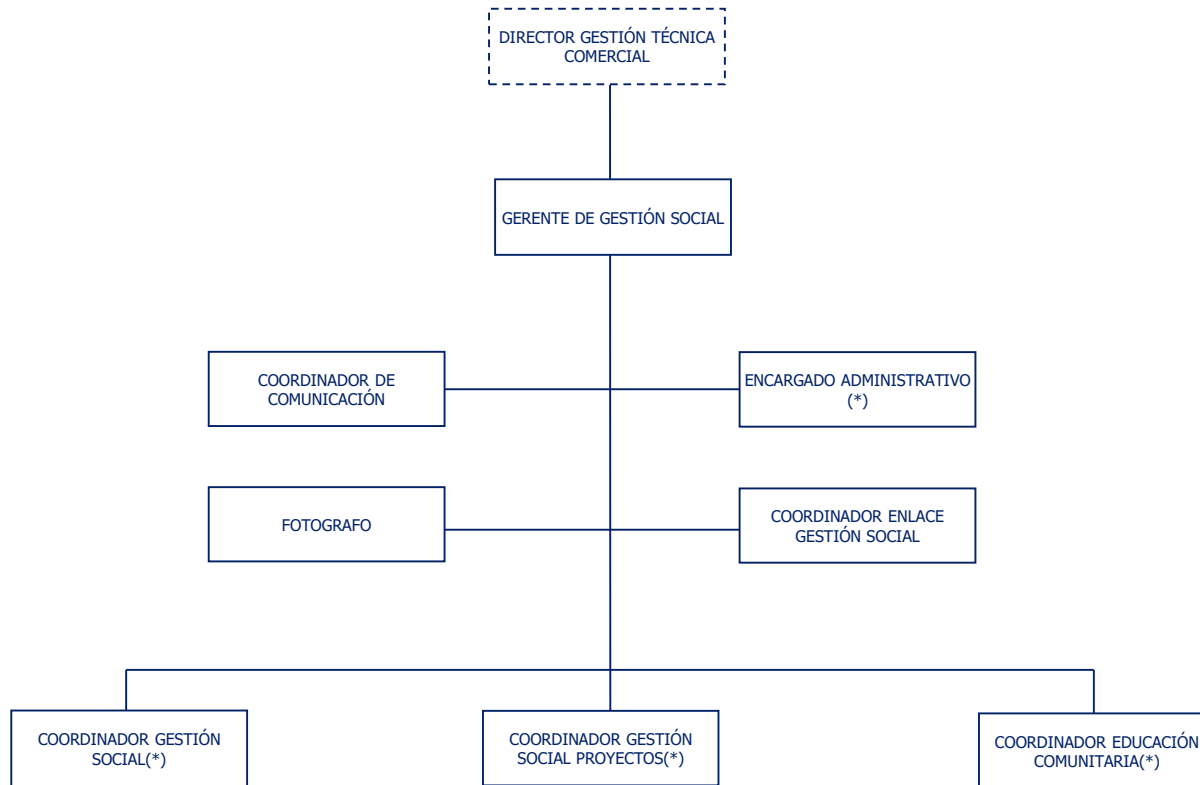 DIRECTOR GESTIÓN TÉCNICA
COMERCIAL
GERENTE DE GESTIÓN SOCIAL
COORDINADOR DE
COMUNICACIÓN
ENCARGADO ADMINISTRATIVO
(*)
FOTOGRAFO
COORDINADOR ENLACE
GESTIÓN SOCIAL
COORDINADOR GESTIÓN
SOCIAL(*)
COORDINADOR GESTIÓN
SOCIAL PROYECTOS(*)
COORDINADOR EDUCACIÓN
COMUNITARIA(*)